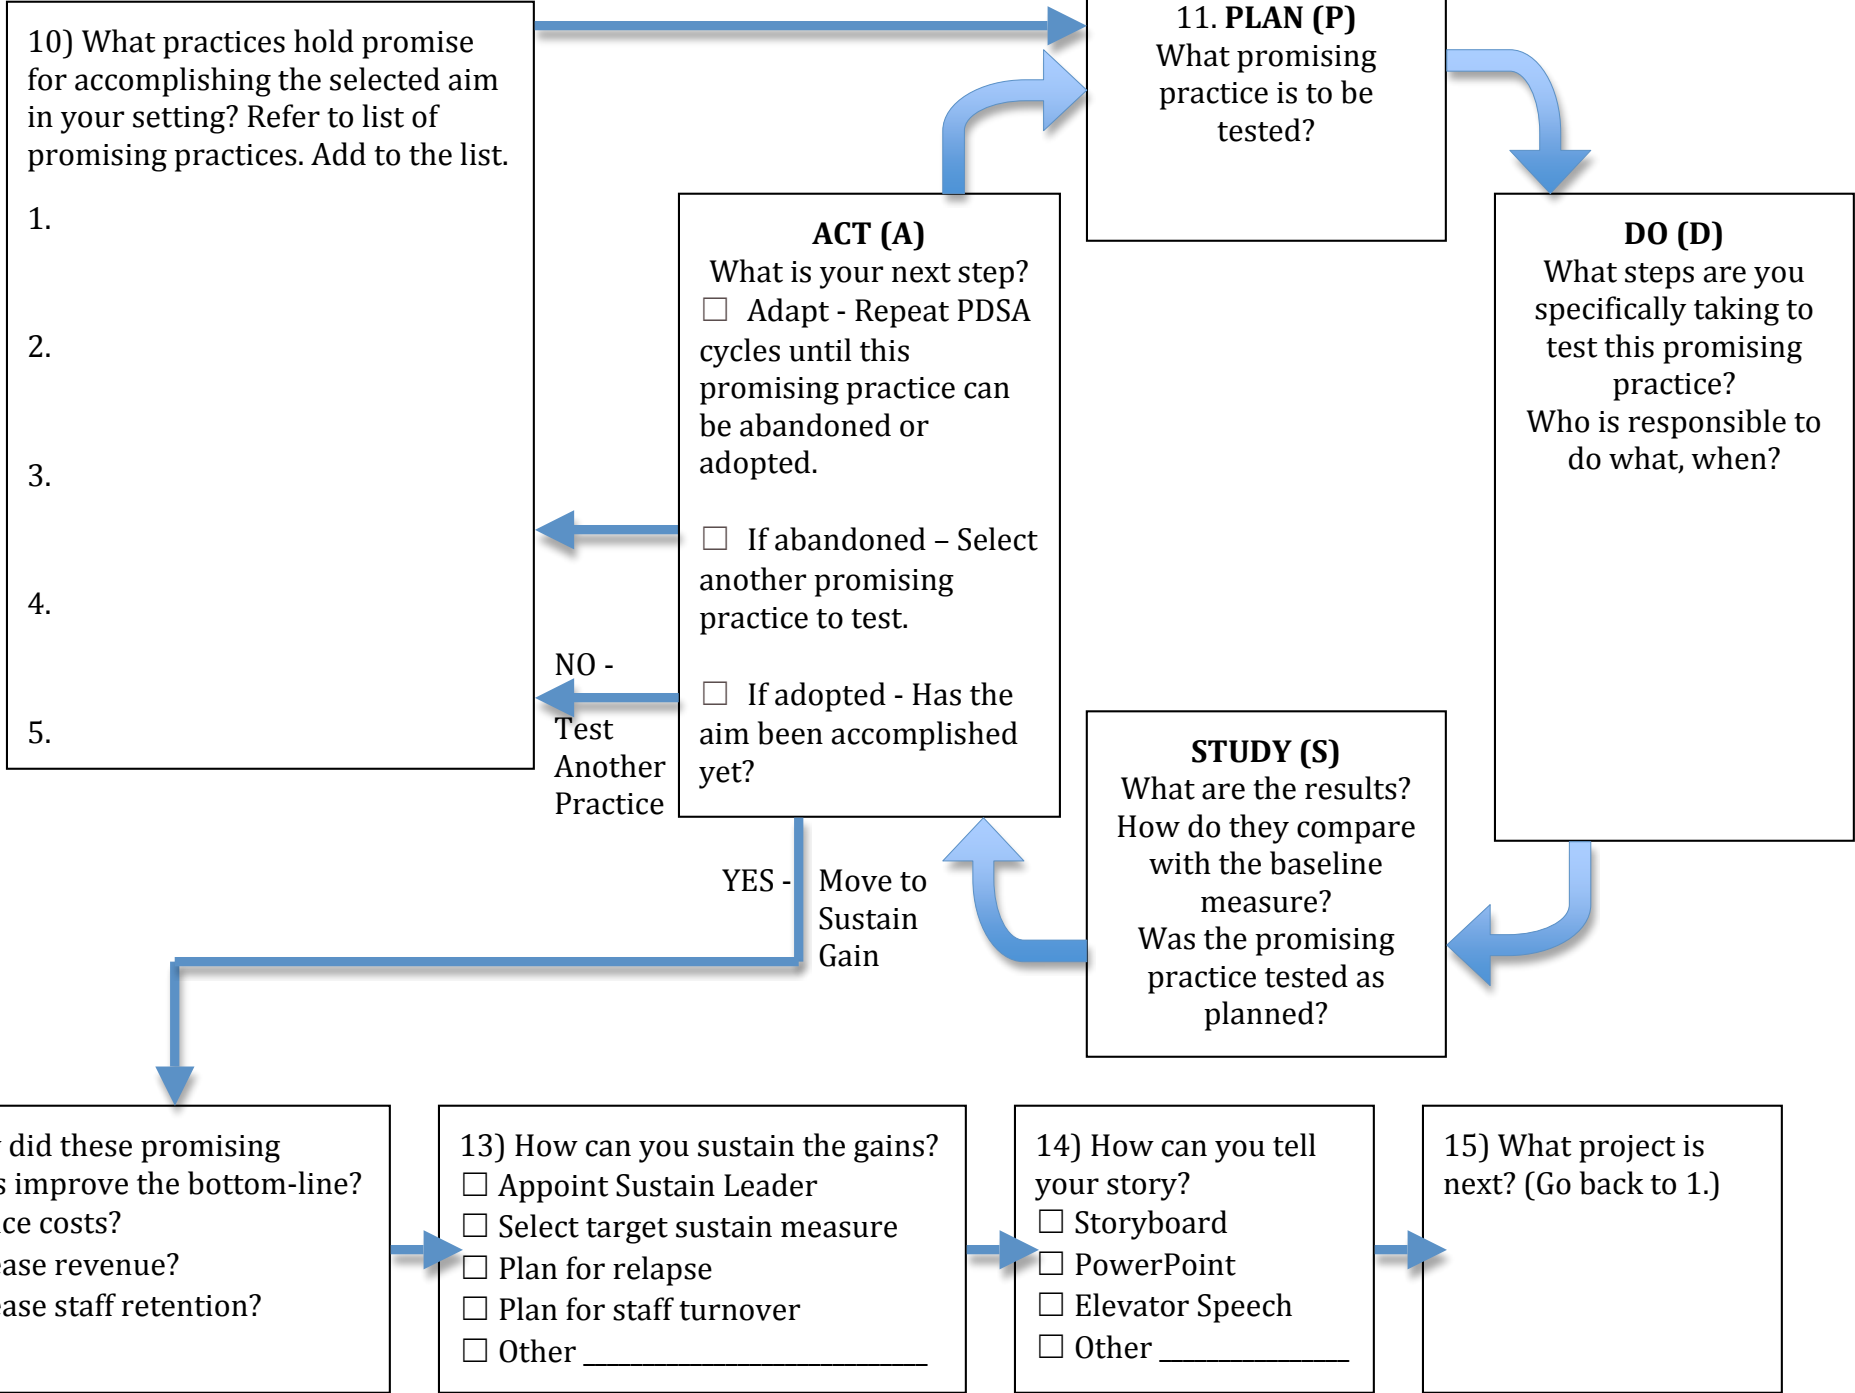 10) What practices hold promise
for accomplishing the selected aim
in your setting? Refer to list of
promising practices. Add to the list.
1.
2.
3.
4.
5.
11. PLAN (P)
What promising
practice is to be
tested?
DO (D)
What steps are you
specifically taking to
test this promising
practice?
Who is responsible to
do what, when?
STUDY (S)
What are the results?
How do they compare
with the baseline
measure?
Was the promising
practice tested as
planned?
ACT (A)
What is your next step?
☐ Adapt - Repeat PDSA
cycles until this
promising practice can
be abandoned or
adopted.
☐ If abandoned – Select
another promising
practice to test.
☐ If adopted - Has the
aim been accomplished
yet?
NO -
Test
Another
Practice
YES -
Move to
Sustain
Gain
did these promising
improve the bottom-line?
costs?
revenue?
staff retention?
13) How can you sustain the gains?
☐ Appoint Sustain Leader
☐ Select target sustain measure
☐ Plan for relapse
☐ Plan for staff turnover
☐ Other ______________________
14) How can you tell
your story?
☐ Storyboard
☐ PowerPoint
☐ Elevator Speech
☐ Other ____________
15) What project is
next? (Go back to 1.)